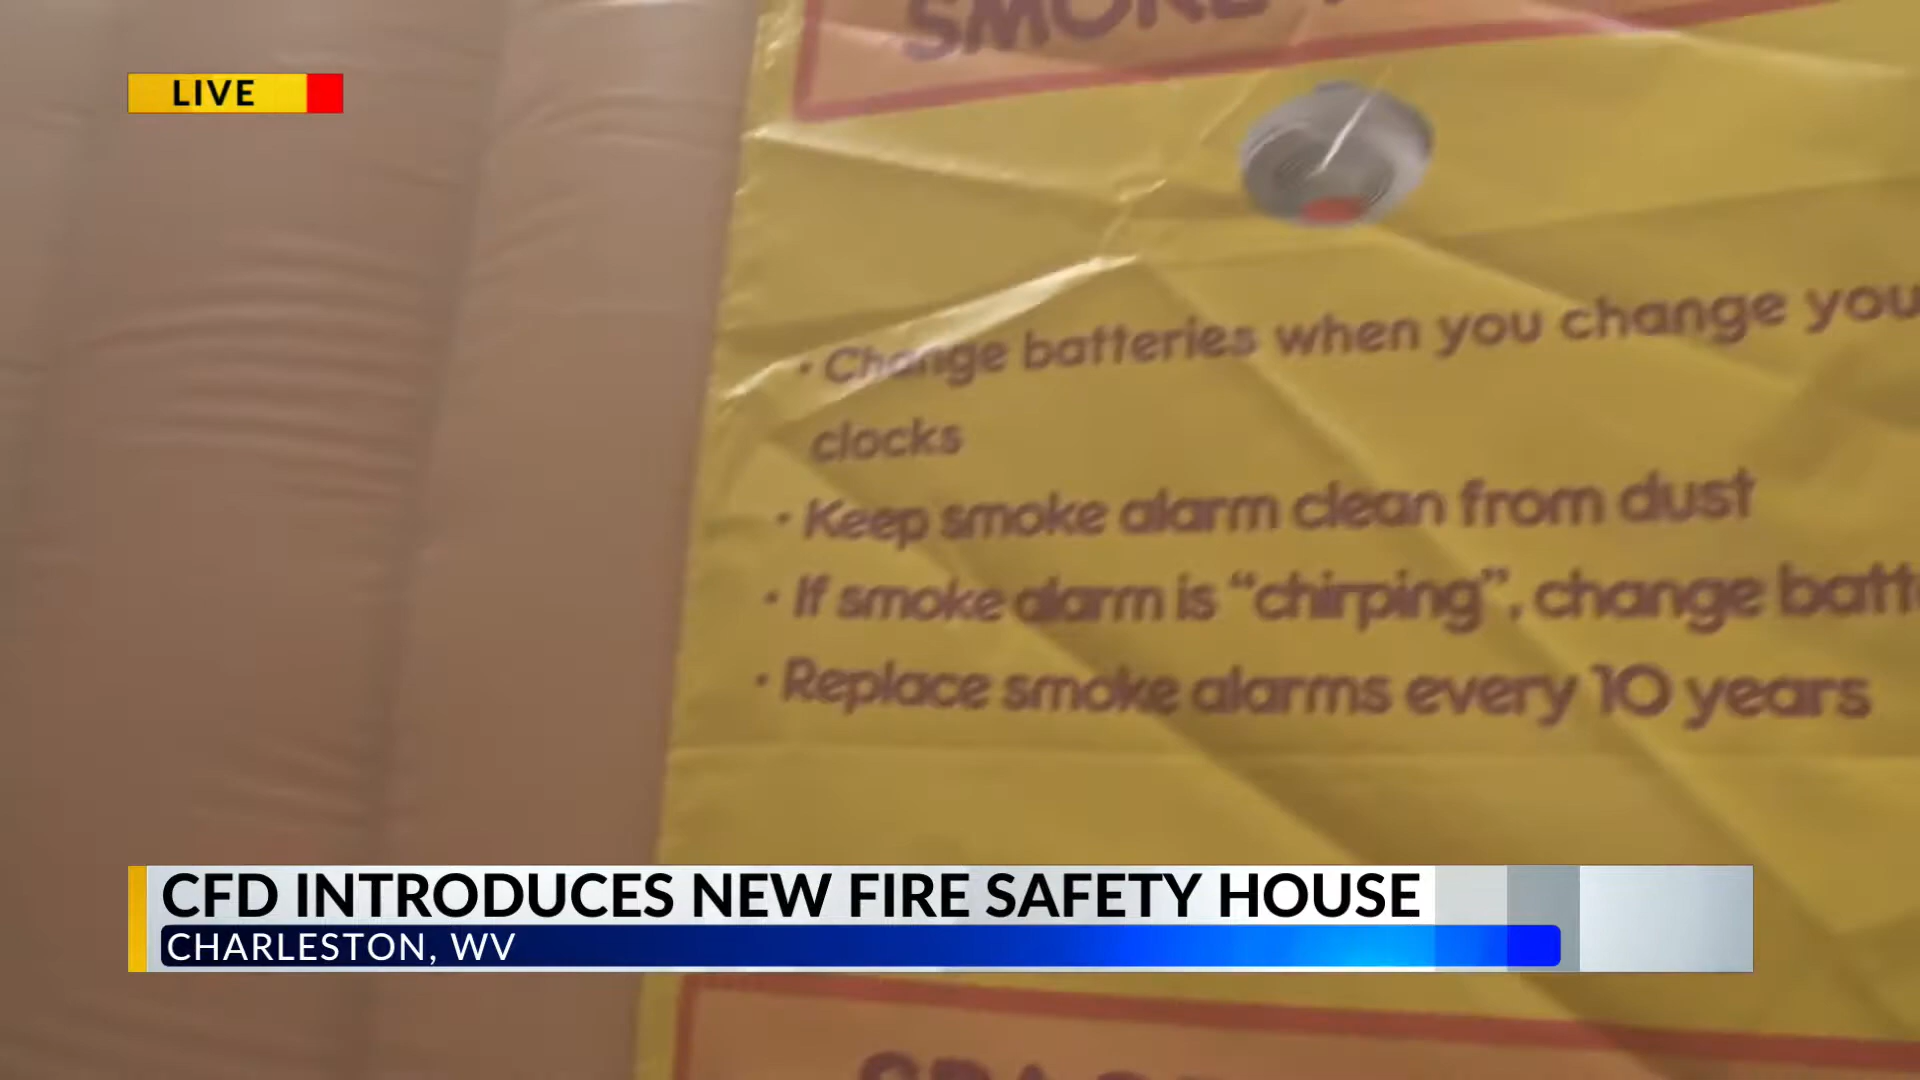 SMOKE
LIVE
• Change batteries when you change you
clocks
• Keep smoke alarm clean from dust
• If smoke alarm is “chirping”, change batt
• Replace smoke alarms every 10 years
CFD INTRODUCES NEW FIRE SAFETY HOUSE
CHARLESTON, WV